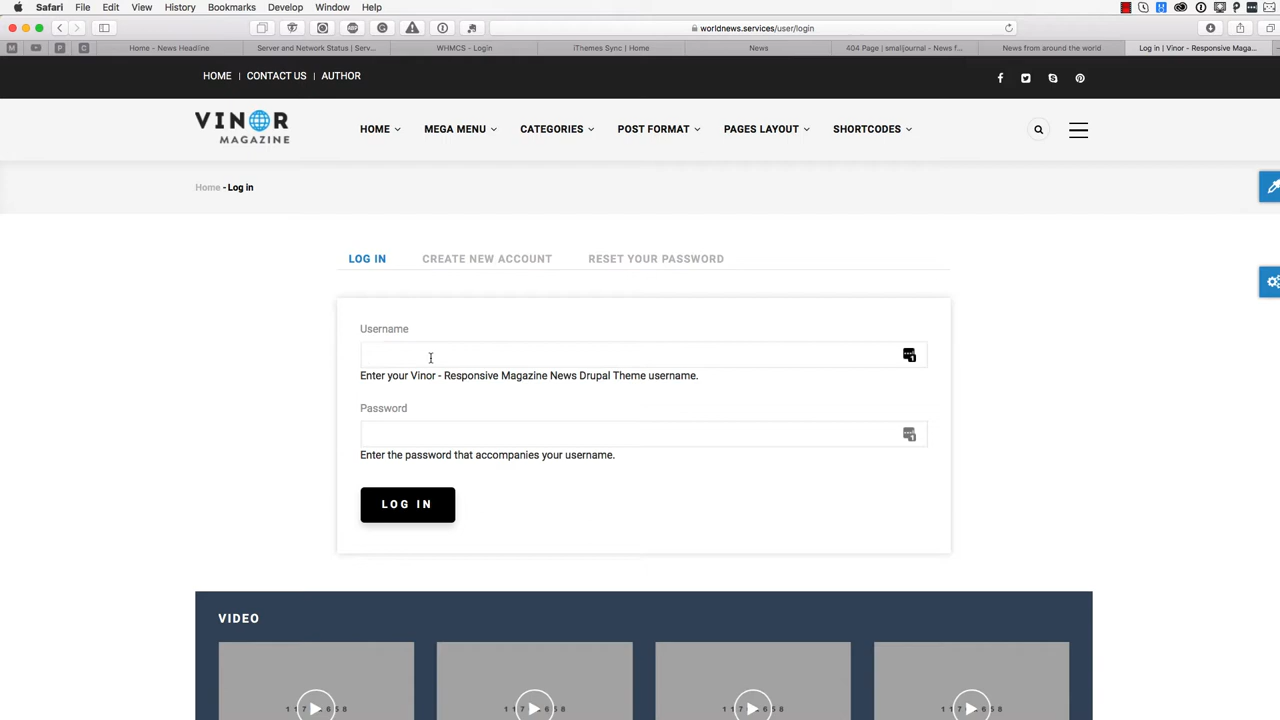 Safari File Edit View History Bookmarks Develop Window Help
worldnews.services/user/login
M P C Home - News Headline Server and Network Status | Serv... WHMCS - Login iThemes Sync | Home News 404 Page | smaljournal - News f... News from around the world Log in | Vinor - Responsive Maga...
HOME | CONTACT US | AUTHOR
VINOR
MAGAZINE
HOME MEGA MENU CATEGORIES POST FORMAT PAGES LAYOUT SHORTCODES
Home - Log in
LOG IN CREATE NEW ACCOUNT RESET YOUR PASSWORD
Username
Enter your Vinor - Responsive Magazine News Drupal Theme username.
Password
Enter the password that accompanies your username.
LOG IN
VIDEO